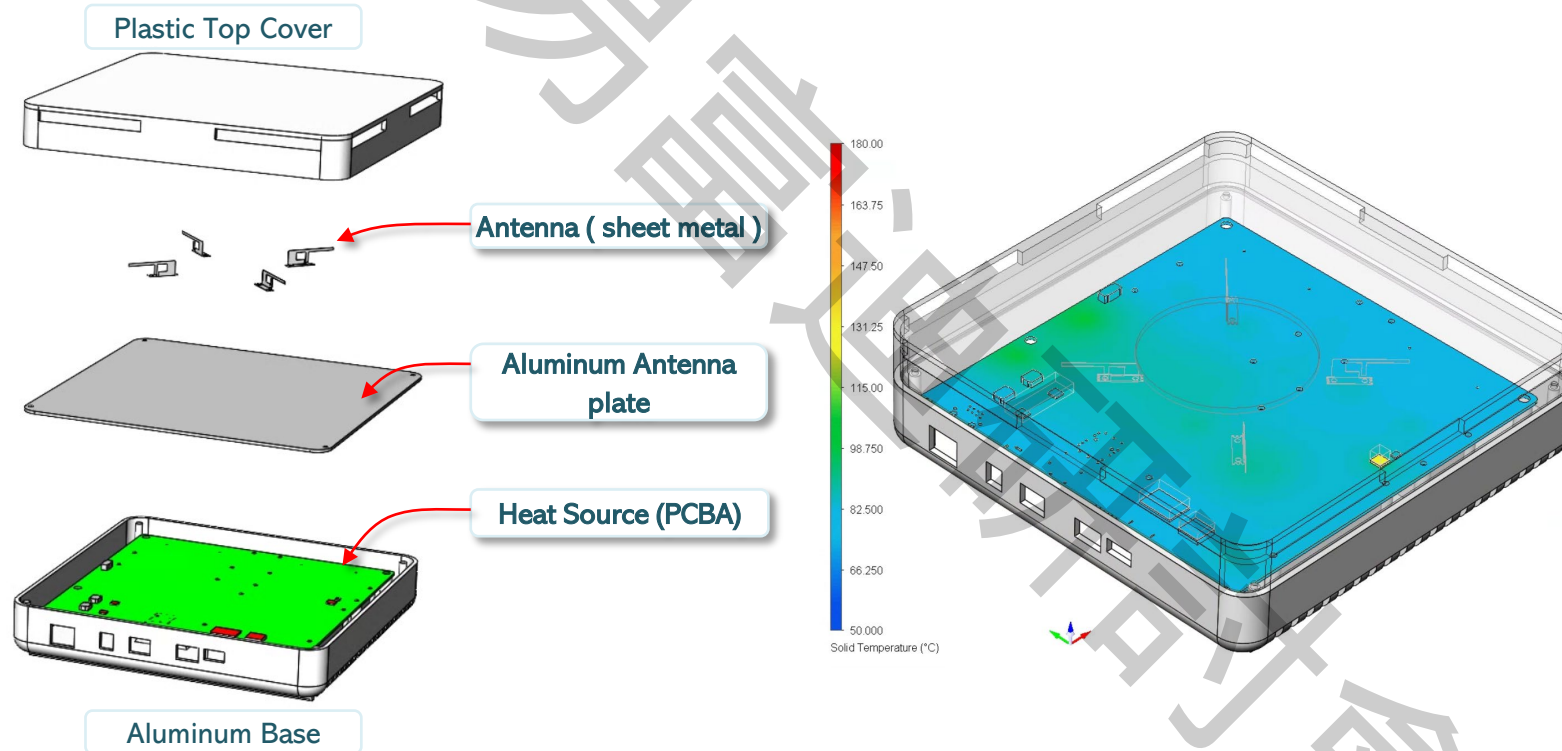 Plastic Top Cover
Antenna ( sheet metal )
Aluminum Antenna
plate
Heat Source (PCBA)
Aluminum Base
180.00
163.75
147.50
131.25
115.00
98.750
82.500
66.250
50.000
Solid Temperature (°C)